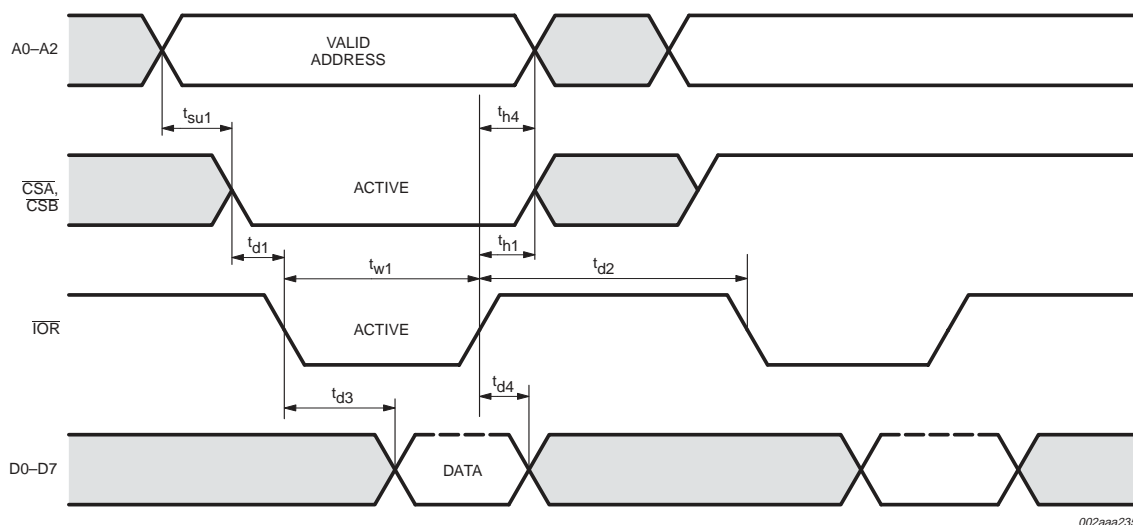 A0–A2
VALID
ADDRESS
tsu1
th4
CSA,
CSB
ACTIVE
td1
tw1
th1
td2
IOR
ACTIVE
td3
td4
D0–D7
DATA